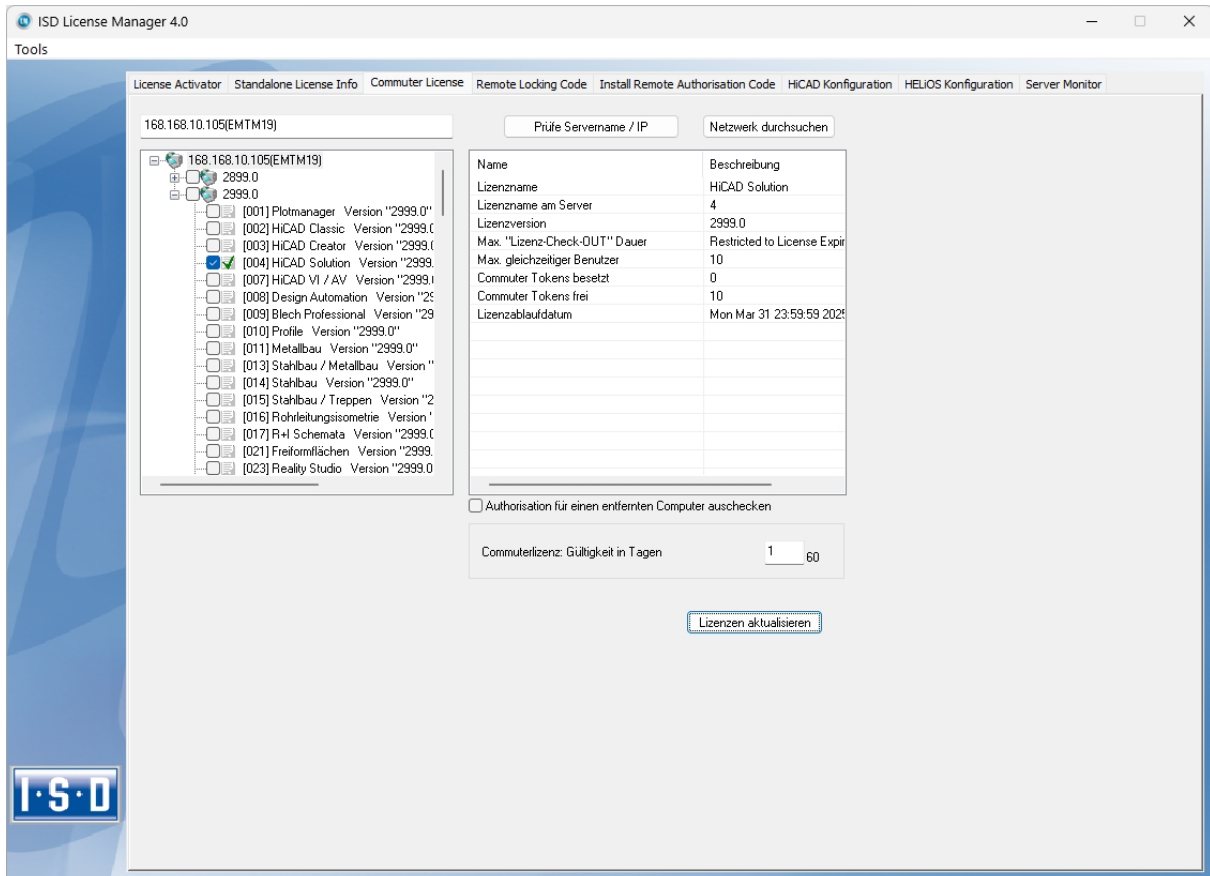 ISD License Manager 4.0
Tools
License Activator Standalone License Info Commuter License Remote Locking Code Install Remote Authorisation Code HiCAD Konfiguration HELiOS Konfiguration Server Monitor
168.168.10.105(EMTM19) Prüfe Servername / IP Netzwerk durchsuchen
168.168.10.105(EMTM19)
2899.0
2999.0
[001] Plotmanager Version "2999.0"
[002] HiCAD Classic Version "2999.0
[003] HiCAD Creator Version "2999.(
[004] HiCAD Solution Version "2999.
[007] HiCAD VI / AV Version "2999.
[008] Design Automation Version "29
[009] Blech Professional Version "29
[010] Profile Version "2999.0"
[011] Metallbau Version "2999.0"
[013] Stahlbau / Metallbau Version "
[014] Stahlbau Version "2999.0"
[015] Stahlbau / Treppen Version "2
[016] Rohrleitungsisometrie Version '
[017] R+I Schemata Version "2999.0
[021] Freiformflächen Version "2999.
[023] Reality Studio Version "2999.0
Name Beschreibung
Lizenzname HiCAD Solution
Lizenzname am Server 4
Lizenzversion 2999.0
Max. "Lizenz-Check-OUT" Dauer Restricted to License Expir
Max. gleichzeitiger Benutzer 10
Commuter Tokens besetzt 0
Commuter Tokens frei 10
Lizenzablaufdatum Mon Mar 31 23:59:59 2025
Authorisation für einen entfernten Computer auschecken
Commuterlizenz: Gültigkeit in Tagen 1 60
Lizenzen aktualisieren
I·S·D